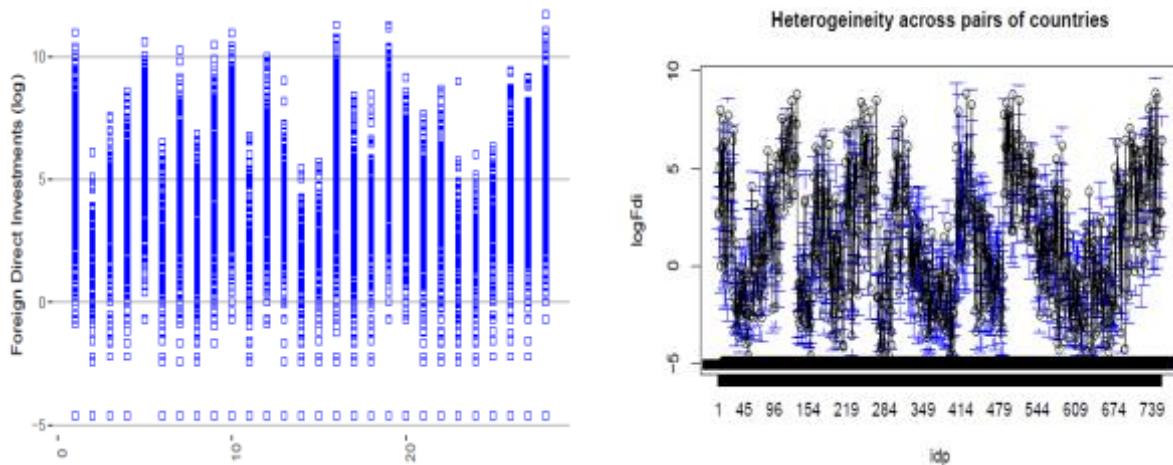 Foreign Direct Investments (log)
10
5
0
−5
0
10
20
Heterogeineity across pairs of countries
logFdi
10
5
0
−5
1 45 96 154 219 284 349 414 479 544 609 674 739
idp